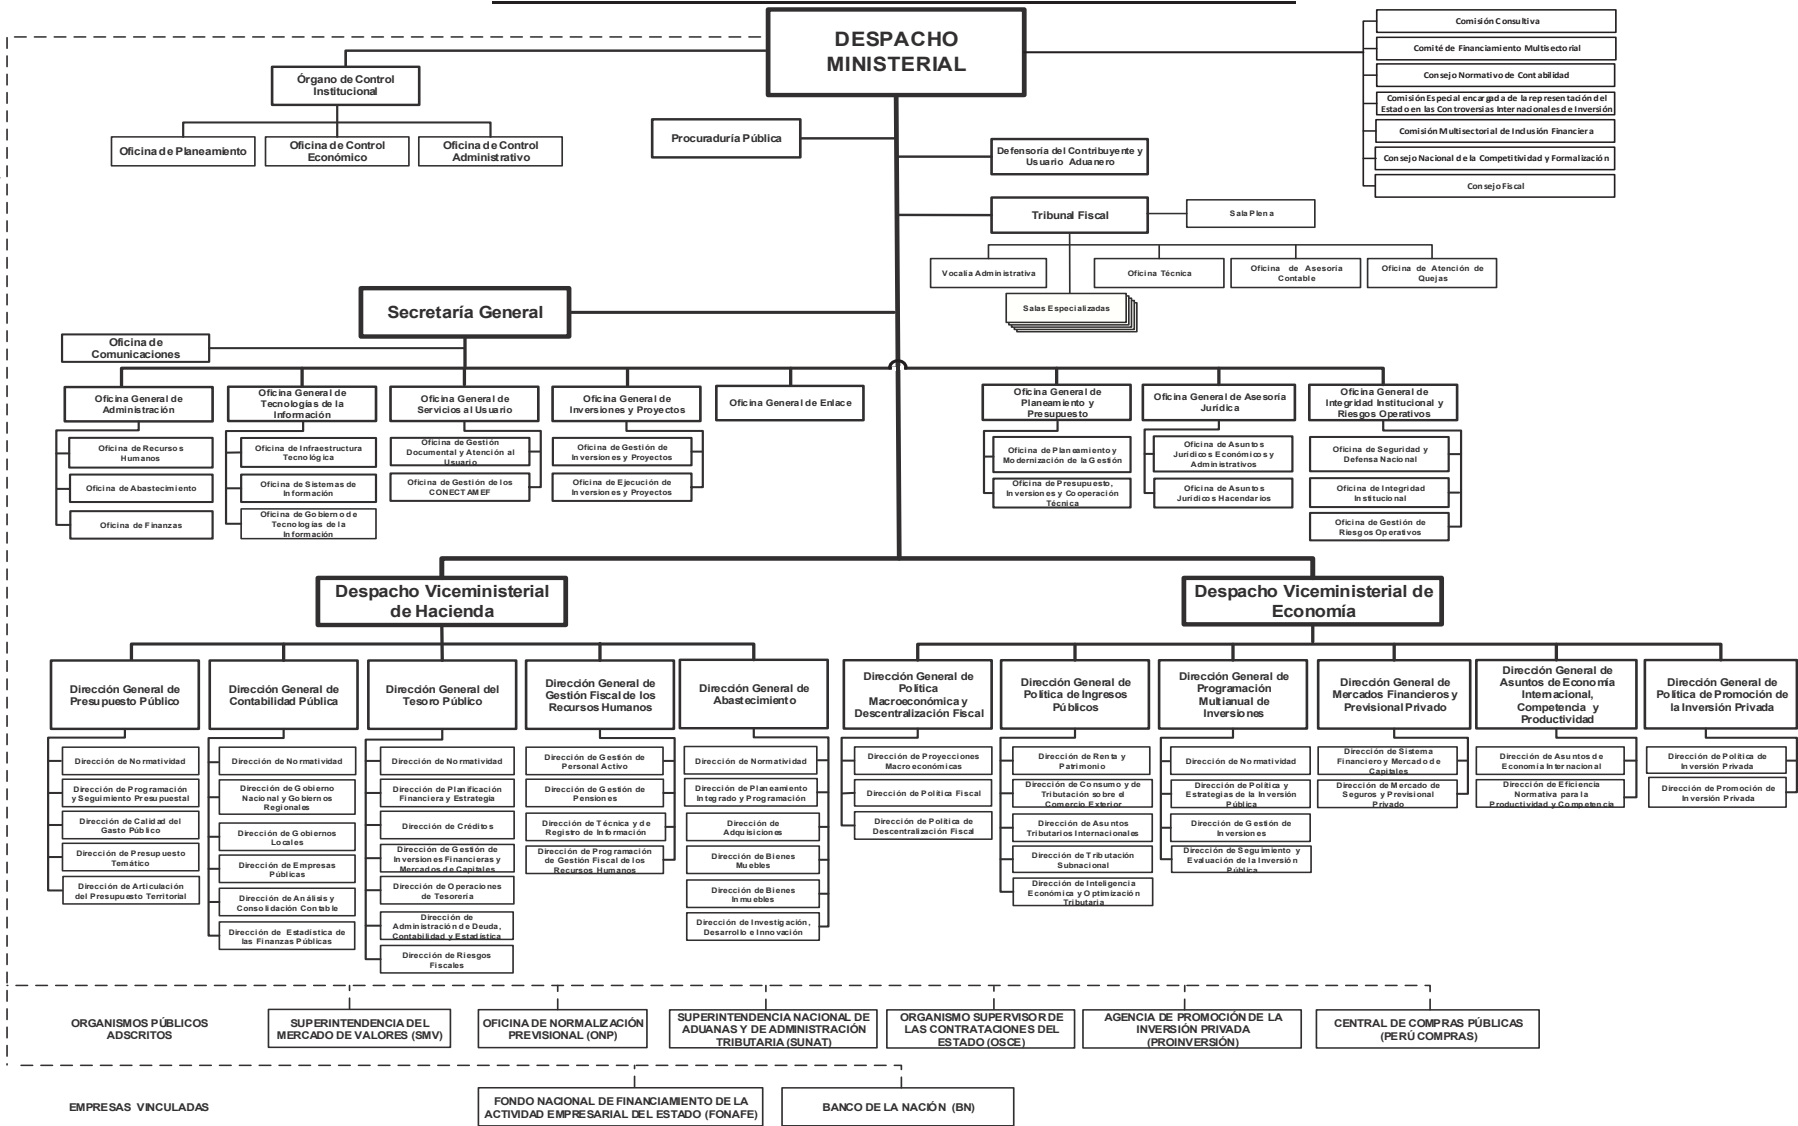 DESPACHO
MINISTERIAL
Comisión Consultiva
Comité de Financiamiento Multisectorial
Consejo Normativo de Contabilidad
Comisión Especial encargada de la representación del
Estado en las Controversias Internacionales de Inversión
Comisión Multisectorial de Inclusión Financiera
Consejo Nacional de la Competitividad y Formalización
Consejo Fiscal
Órgano de Control
Institucional
Oficina de Planeamiento
Oficina de Control
Económico
Oficina de Control
Administrativo
Procuraduría Pública
Defensoría del Contribuyente y
Usuario Aduanero
Tribunal Fiscal
Sala Plena
Vocalía Administrativa
Oficina Técnica
Oficina de Asesoría
Contable
Oficina de Atención de
Quejas
Salas Especializadas
Secretaría General
Oficina de
Comunicaciones
Oficina General de
Administración
Oficina de Recursos
Humanos
Oficina de Abastecimiento
Oficina de Finanzas
Oficina General de
Tecnologías de la
Información
Oficina de Infraestructura
Tecnológica
Oficina de Sistemas de
Información
Oficina de Gobierno de
Tecnologías de la
Información
Oficina General de
Servicios al Usuario
Oficina de Gestión
Documental y Atención al
Usuario
Oficina de Gestión de los
CONECTAMEF
Oficina General de
Inversiones y Proyectos
Oficina de Gestión de
Inversiones y Proyectos
Oficina de Ejecución de
Inversiones y Proyectos
Oficina General de Enlace
Oficina General de
Planeamiento y
Presupuesto
Oficina de Planeamiento y
Modernización de la Gestión
Oficina de Presupuesto,
Inversiones y Cooperación
Técnica
Oficina General de Asesoría
Jurídica
Oficina de Asuntos
Jurídicos Económicos y
Administrativos
Oficina de Asuntos
Jurídicos Hacendarios
Oficina General de
Integridad Institucional y
Riesgos Operativos
Oficina de Seguridad y
Defensa Nacional
Oficina de Integridad
Institucional
Oficina de Gestión de
Riesgos Operativos
Despacho Viceministerial
de Hacienda
Despacho Viceministerial de
Economía
Dirección General de
Presupuesto Público
Dirección de Normatividad
Dirección de Programación
y Seguimiento Presupuestal
Dirección de Calidad del
Gasto Público
Dirección de Presupuesto
Temático
Dirección de Articulación
del Presupuesto Territorial
Dirección General de
Contabilidad Pública
Dirección de Normatividad
Dirección de Gobierno
Nacional y Gobiernos
Regionales
Dirección de Gobiernos
Locales
Dirección de Empresas
Públicas
Dirección de Análisis y
Consolidación Contable
Dirección de Estadística de
las Finanzas Públicas
Dirección General del
Tesoro Público
Dirección de Normatividad
Dirección de Planificación
Financiera y Estrategia
Dirección de Créditos
Dirección de Gestión de
Inversiones Financieras y
Mercados de Capitales
Dirección de Operaciones
de Tesorería
Dirección de
Administración de Deuda,
Contabilidad y Estadística
Dirección de Riesgos
Fiscales
Dirección General de
Gestión Fiscal de los
Recursos Humanos
Dirección de Gestión de
Personal Activo
Dirección de Gestión de
Pensiones
Dirección de Técnica y de
Registro de Información
Dirección de Programación
de Gestión Fiscal de los
Recursos Humanos
Dirección General de
Abastecimiento
Dirección de Normatividad
Dirección de Planeamiento
Integrado y Programación
Dirección de
Adquisiciones
Dirección de Bienes
Muebles
Dirección de Bienes
Inmuebles
Dirección de Investigación,
Desarrollo e Innovación
Dirección General de
Política
Macroeconómica y
Descentralización Fiscal
Dirección de Proyecciones
Macroeconómicas
Dirección de Política Fiscal
Dirección de Política de
Descentralización Fiscal
Dirección General de
Política de Ingresos
Públicos
Dirección de Renta y
Patrimonio
Dirección de Consumo y de
Tributación sobre el
Comercio Exterior
Dirección de Asuntos
Tributarios Internacionales
Dirección de Tributación
Subnacional
Dirección de Inteligencia
Económica y Optimización
Tributaria
Dirección General de
Programación
Multianual de
Inversiones
Dirección de Normatividad
Dirección de Política y
Estrategias de la Inversión
Pública
Dirección de Gestión de
Inversiones
Dirección de Seguimiento y
Evaluación de la Inversión
Pública
Dirección General de
Mercados Financieros y
Previsional Privado
Dirección de Sistema
Financiero y Mercado de
Capitales
Dirección de Mercado de
Seguros y Previsional
Privado
Dirección General de
Asuntos de Economía
Internacional,
Competencia y
Productividad
Dirección de Asuntos de
Economía Internacional
Dirección de Eficiencia
Normativa para la
Productividad y Competencia
Dirección General de
Política de Promoción de
la Inversión Privada
Dirección de Política de
Inversión Privada
Dirección de Promoción de
Inversión Privada
ORGANISMOS PÚBLICOS
ADSCRITOS
SUPERINTENDENCIA DEL
MERCADO DE VALORES (SMV)
OFICINA DE NORMALIZACIÓN
PREVISIONAL (ONP)
SUPERINTENDENCIA NACIONAL DE
ADUANAS Y DE ADMINISTRACIÓN
TRIBUTARIA (SUNAT)
ORGANISMO SUPERVISOR DE
LAS CONTRATACIONES DEL
ESTADO (OSCE)
AGENCIA DE PROMOCIÓN DE LA
INVERSIÓN PRIVADA
(PROINVERSIÓN)
CENTRAL DE COMPRAS PÚBLICAS
(PERÚ COMPRAS)
EMPRESAS VINCULADAS
FONDO NACIONAL DE FINANCIAMIENTO DE LA
ACTIVIDAD EMPRESARIAL DEL ESTADO (FONAFE)
BANCO DE LA NACIÓN (BN)